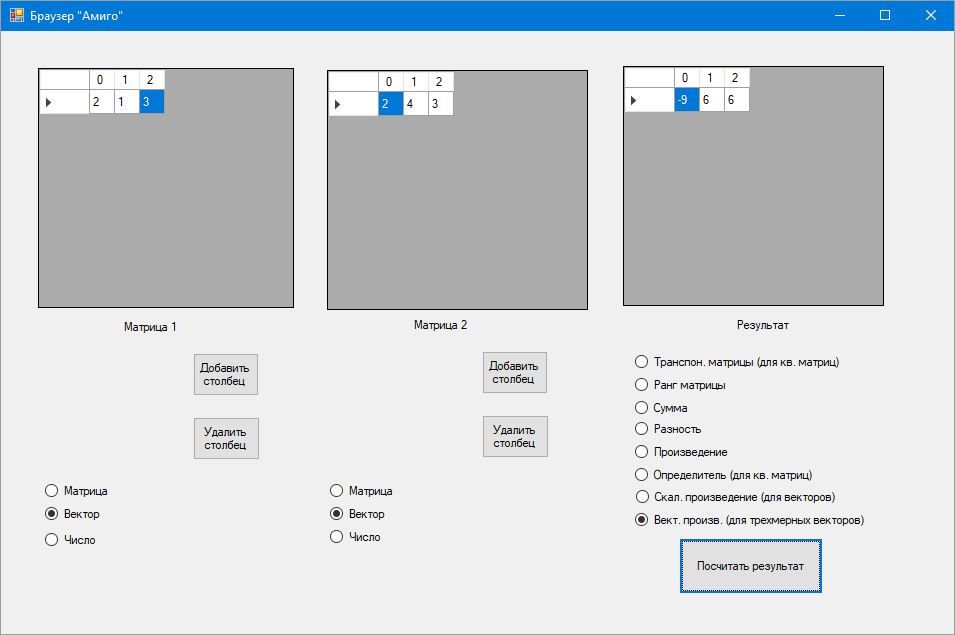 Браузер "Амиго"
0 1 2
2 1 3
0 1 2
2 4 3
0 1 2
-9 6 6
Матрица 1
Матрица 2
Результат
Добавить
столбец
Удалить
столбец
Матрица
Вектор
Число
Добавить
столбец
Удалить
столбец
Матрица
Вектор
Число
Транспон. матрицы (для кв. матриц)
Ранг матрицы
Сумма
Разность
Произведение
Определитель (для кв. матриц)
Скал. произведение (для векторов)
Вект. произв. (для трехмерных векторов)
Посчитать результат